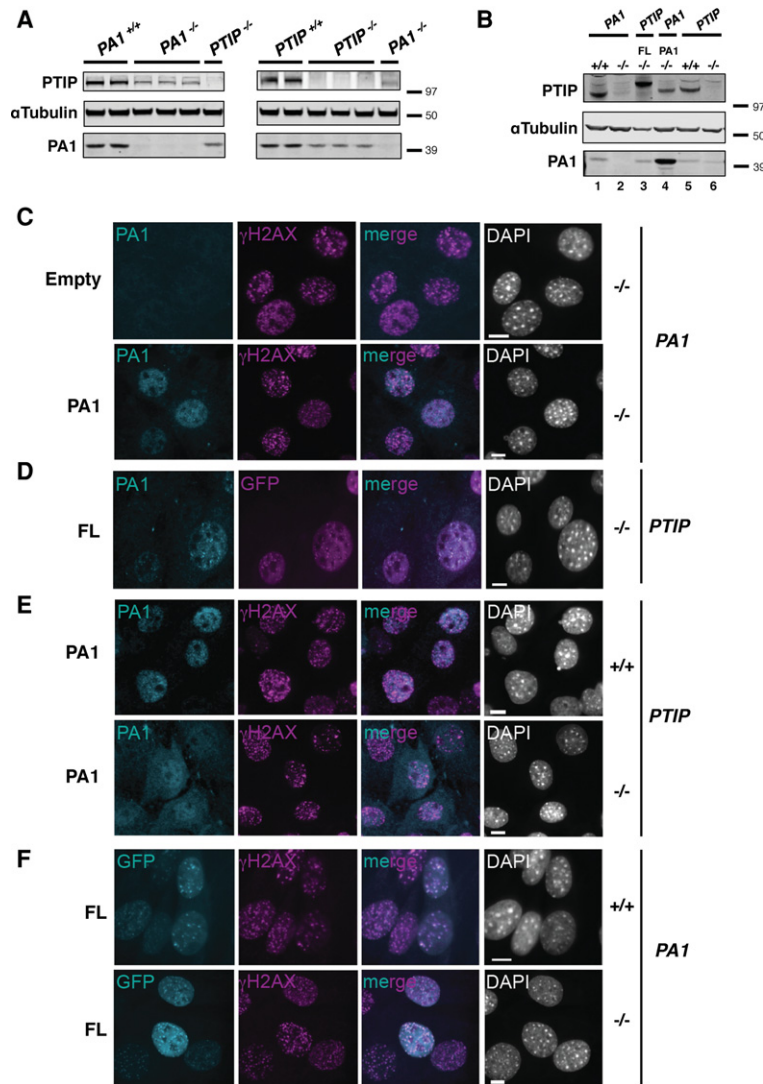 A
PA1 +/+ PA1 -/- PTIP -/- PTIP +/+ PTIP -/- PA1 -/-
PTIP
97
αTubulin
50
PA1
39
B
PA1 PTIP PA1 PTIP
FL PA1
+/+ -/- -/- -/- +/+ -/-
PTIP
97
αTubulin
50
PA1
39
1 2 3 4 5 6
C
Empty
PA1 γH2AX merge DAPI
-/-
PA1
PA1
PA1 γH2AX merge DAPI
-/-
D
FL
PA1 GFP merge DAPI
-/-
PTIP
E
PA1
PA1 γH2AX merge DAPI
+/+
PTIP
PA1
PA1 γH2AX merge DAPI
-/-
F
FL
GFP γH2AX merge DAPI
+/+
PA1
FL
GFP γH2AX merge DAPI
-/-